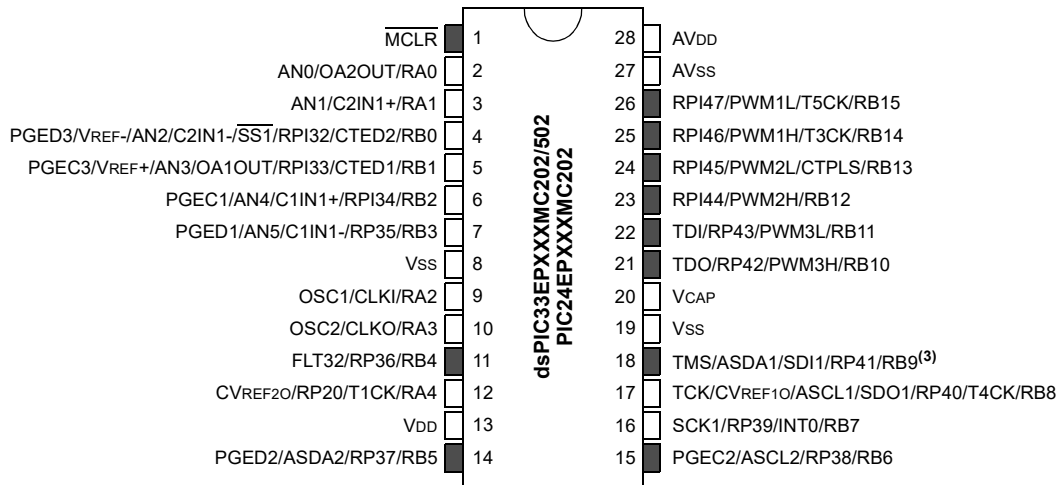 MCLR 1
AN0/OA2OUT/RA0 2
AN1/C2IN1+/RA1 3
PGED3/VREF-/AN2/C2IN1-/SS1/RPI32/CTED2/RB0 4
PGEC3/VREF+/AN3/OA1OUT/RPI33/CTED1/RB1 5
PGEC1/AN4/C1IN1+/RPI34/RB2 6
PGED1/AN5/C1IN1-/RP35/RB3 7
VSS 8
OSC1/CLKI/RA2 9
OSC2/CLKO/RA3 10
FLT32/RP36/RB4 11
CVREF2O/RP20/T1CK/RA4 12
VDD 13
PGED2/ASDA2/RP37/RB5 14
dsPIC33EPXXXMC202/502
PIC24EPXXXMC202
28 AVDD
27 AVSS
26 RPI47/PWM1L/T5CK/RB15
25 RPI46/PWM1H/T3CK/RB14
24 RPI45/PWM2L/CTPLS/RB13
23 RPI44/PWM2H/RB12
22 TDI/RP43/PWM3L/RB11
21 TDO/RP42/PWM3H/RB10
20 VCAP
19 VSS
18 TMS/ASDA1/SDI1/RP41/RB9(3)
17 TCK/CVREF1O/ASCL1/SDO1/RP40/T4CK/RB8
16 SCK1/RP39/INT0/RB7
15 PGEC2/ASCL2/RP38/RB6